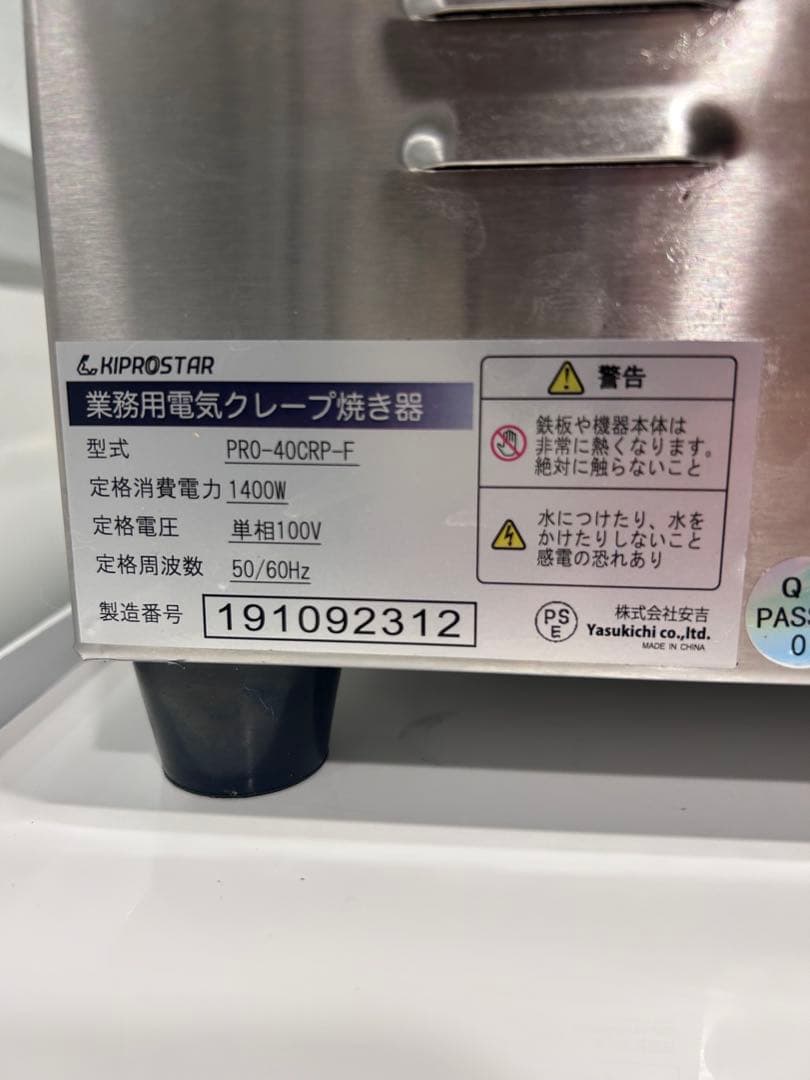 KIPROSTAR
業務用電気クレープ焼き器
型式 PRO-40CRP-F
定格消費電力 1400W
定格電圧 単相100V
定格周波数 50/60Hz
製造番号 191092312
警告
鉄板や機器本体は
非常に熱くなります。
絶対に触らないこと
水につけたり、水を
かけたりしないこと
感電の恐れあり
PS
E
株式会社安吉
Yasukichi co.,ltd.
MADE IN CHINA
Q
PASS
0